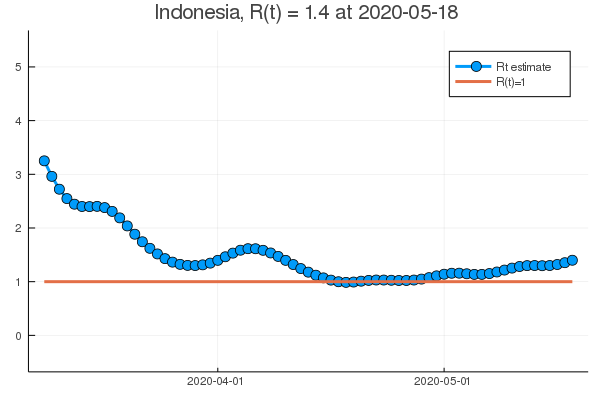 Indonesia, R(t) = 1.4 at 2020-05-18
Rt estimate
R(t)=1
5
4
3
2
1
0
2020-04-01
2020-05-01